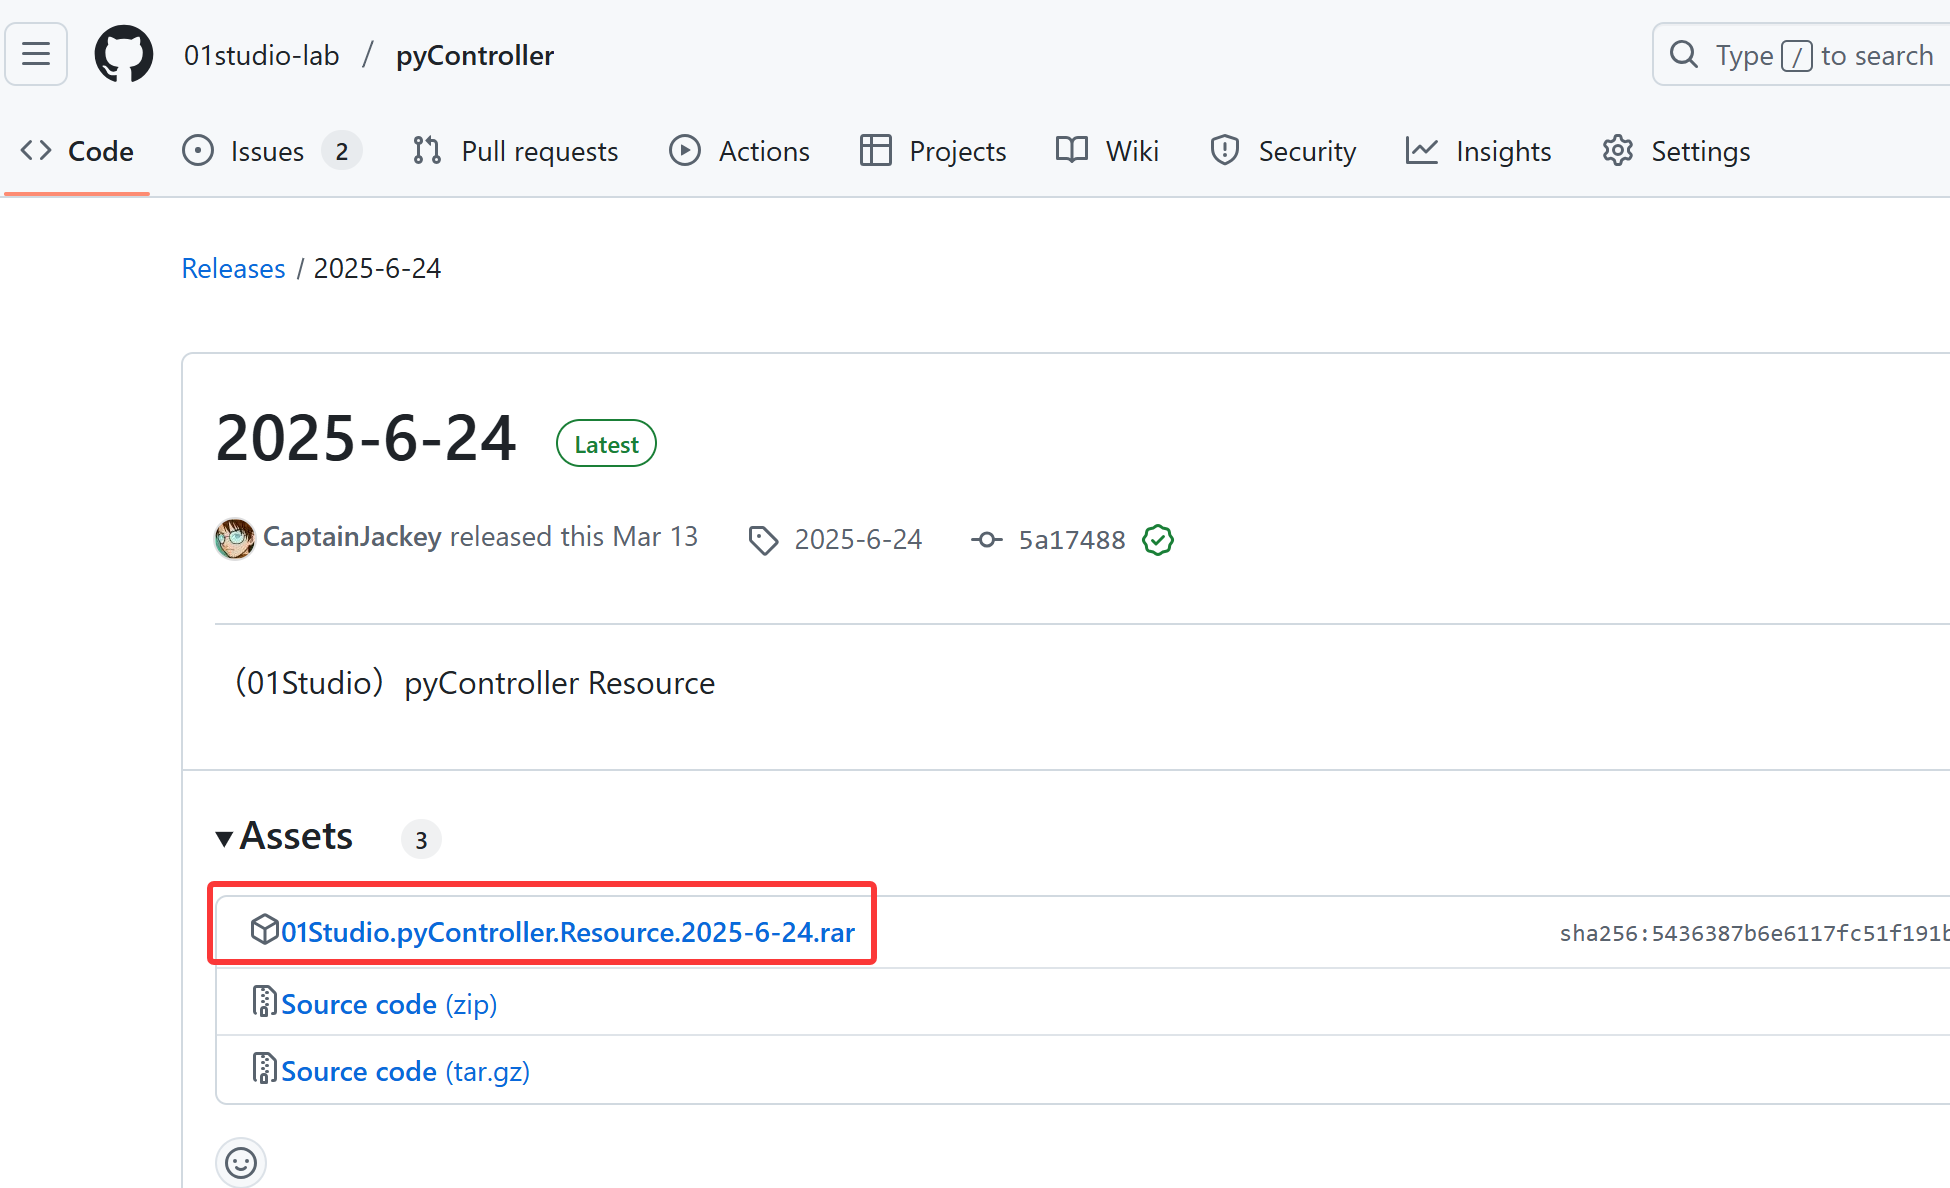 01studio-lab / pyController
Type / to search
Code
Issues 2
Pull requests
Actions
Projects
Wiki
Security
Insights
Settings
Releases / 2025-6-24
2025-6-24 Latest
CaptainJackey released this Mar 13
2025-6-24
5a17488
（01Studio）pyController Resource
Assets 3
01Studio.pyController.Resource.2025-6-24.rar
sha256:5436387b6e6117fc51f191b
Source code (zip)
Source code (tar.gz)